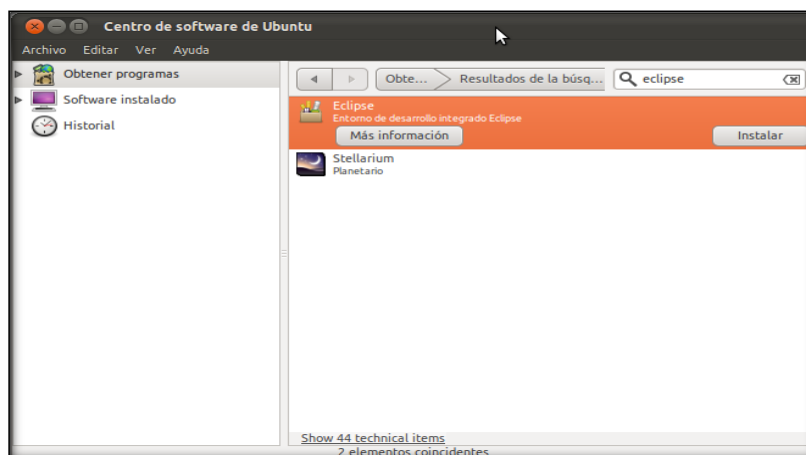 Centro de software de Ubuntu
Archivo Editar Ver Ayuda
Obtener programas
Software instalado
Historial
Obte... Resultados de la búsq... eclipse
Eclipse
Entorno de desarrollo integrado Eclipse
Más información Instalar
Stellarium
Planetario
Show 44 technical items
2 elementos coincidentes